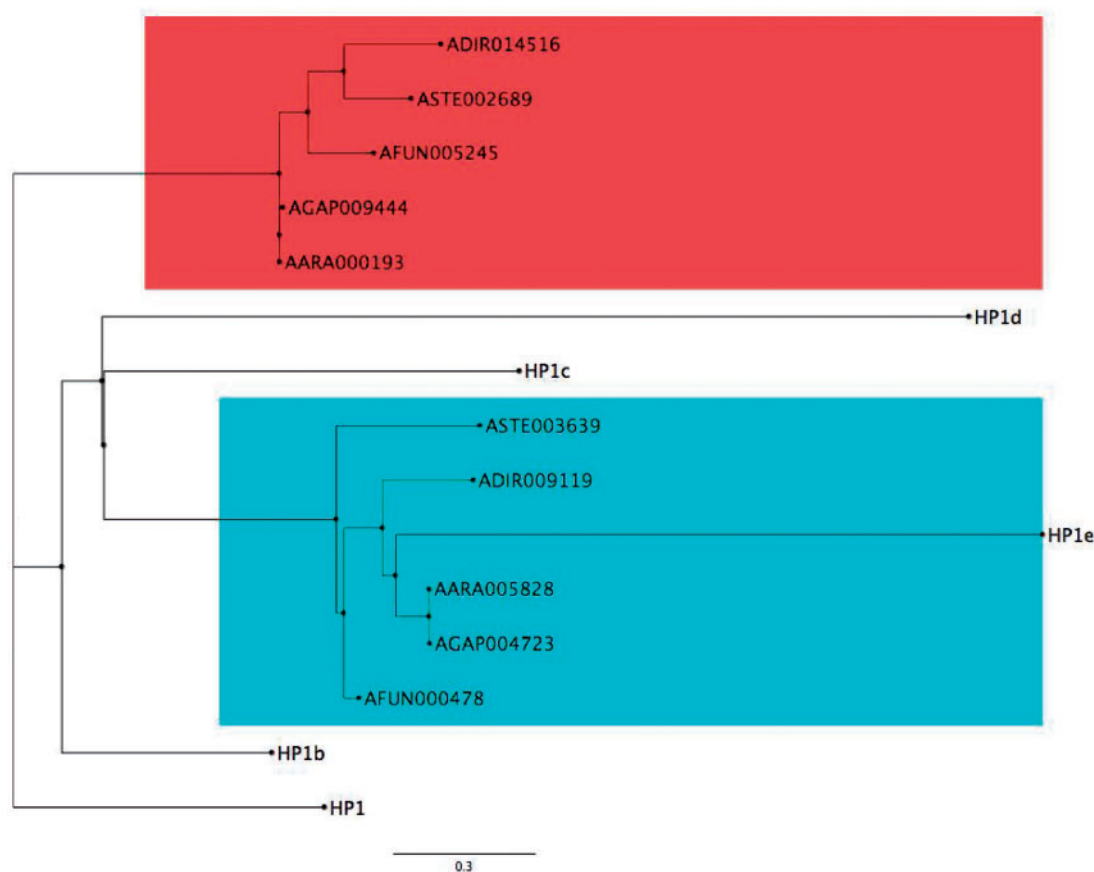 ADIR014516
ASTE002689
AFUN005245
AGAP009444
AARA000193
HP1d
HP1c
ASTE003639
ADIR009119
HP1e
AARA005828
AGAP004723
AFUN000478
HP1b
HP1
0.3